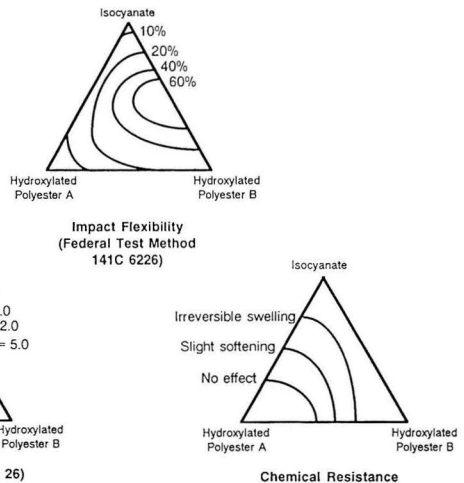 Isocyanate
10%
20%
40%
60%
Hydroxylated
Polyester A
Hydroxylated
Polyester B
Impact Flexibility
(Federal Test Method
141C 6226)
.0
2.0
= 5.0
Hydroxylated
Polyester B
26)
Isocyanate
Irreversible swelling
Slight softening
No effect
Hydroxylated
Polyester A
Hydroxylated
Polyester B
Chemical Resistance